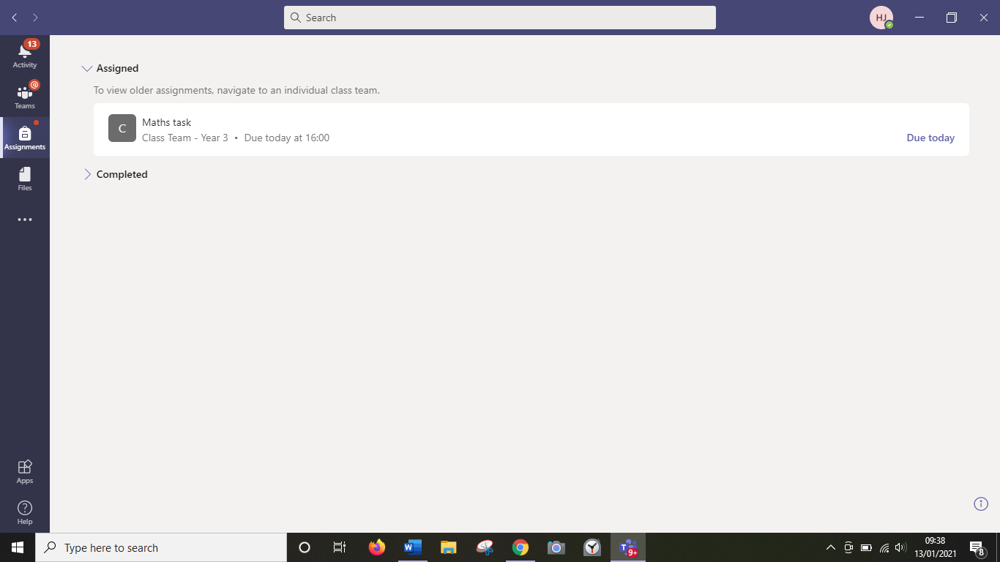 Search
HJ
13
Activity
@
Teams
Assignments
Files
Assigned
To view older assignments, navigate to an individual class team.
C
Maths task
Class Team - Year 3 • Due today at 16:00
Due today
Completed
Apps
?
Help
Type here to search
W
T
9+
09:38
13/01/2021
8